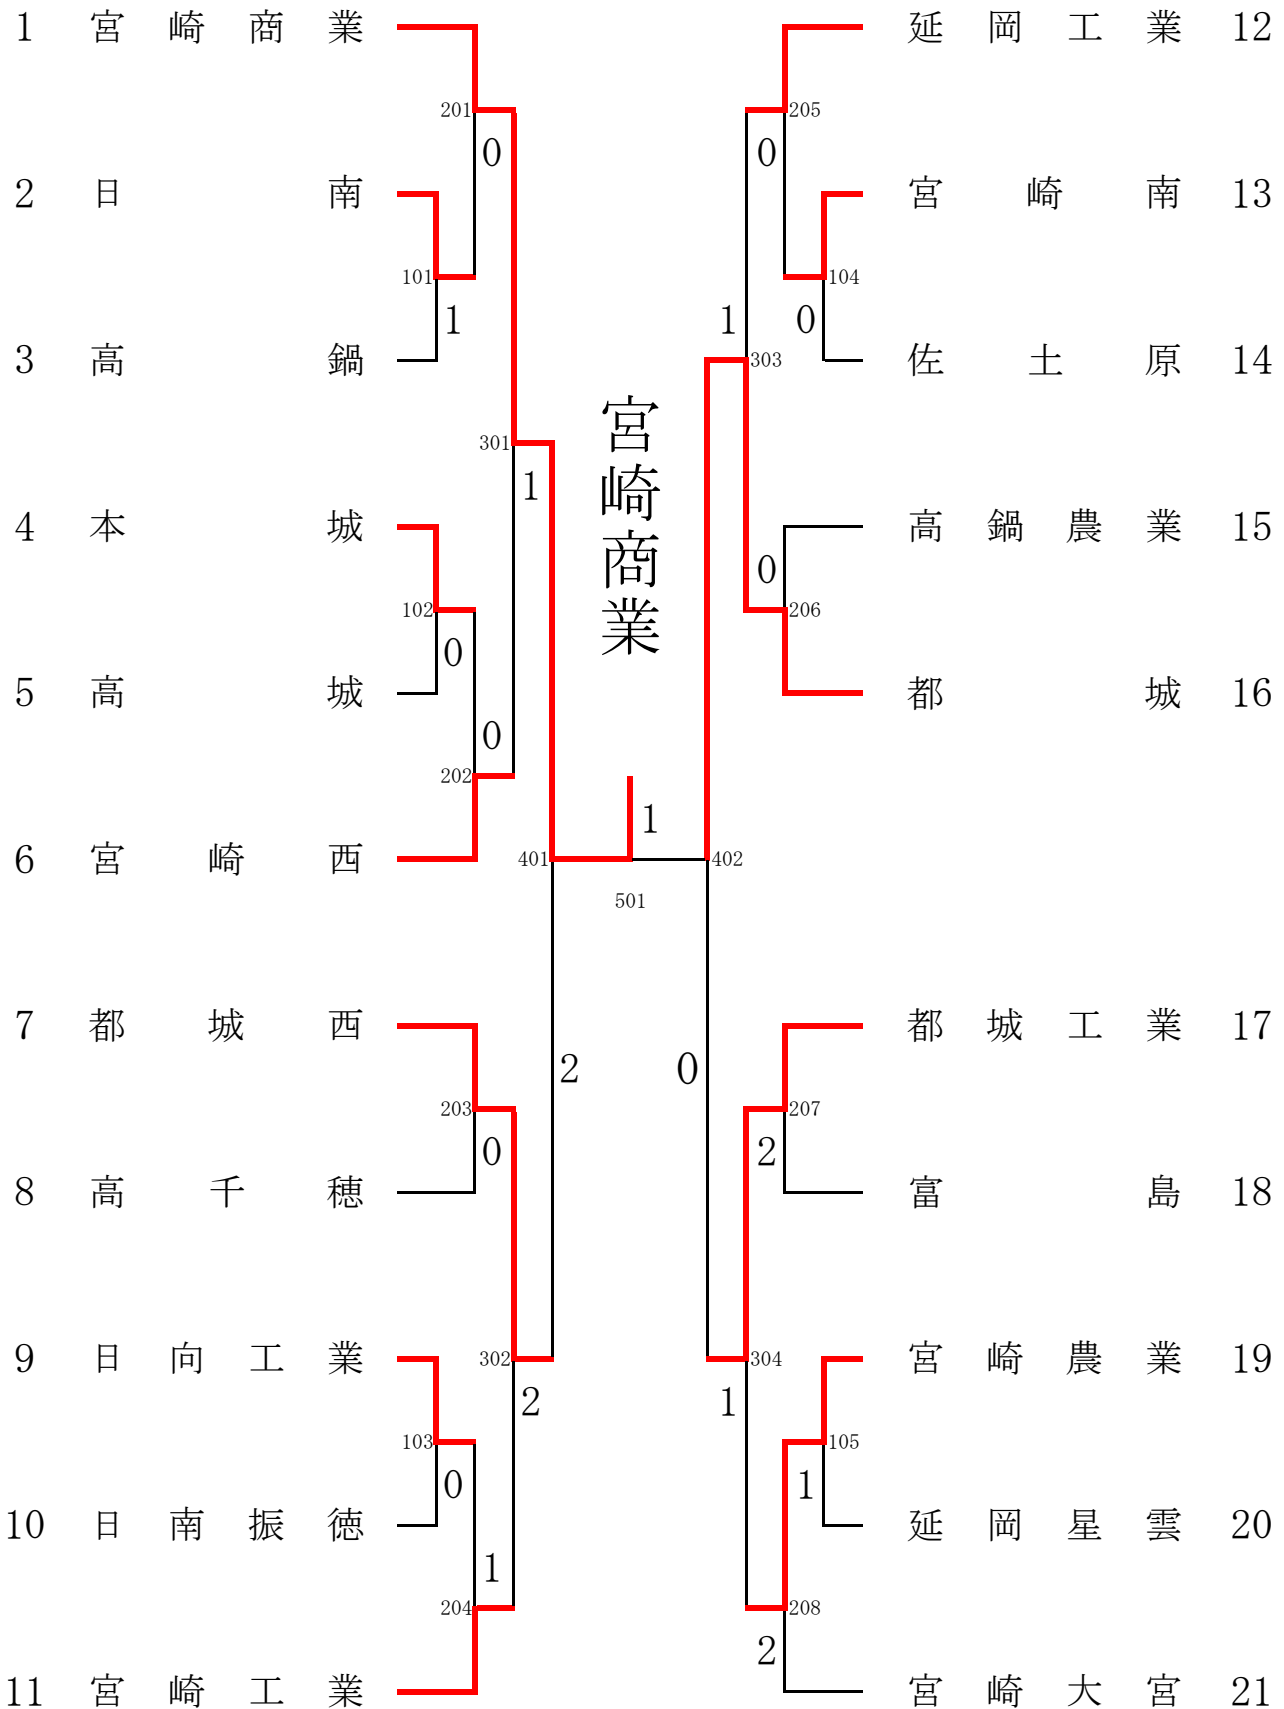 1 宮崎商業
2 日南
3 高鍋
4 本城
5 高城
6 宮崎西
7 都城西
8 高千穂
9 日向工業
10 日南振徳
11 宮崎工業
201
0
101
1
301
1
102
0
0
202
401
2
203
0
302
2
103
0
1
204
宮崎商業
1
501
延岡工業 12
宮崎南 13
佐土原 14
高鍋農業 15
都城 16
都城工業 17
富島 18
宮崎農業 19
延岡星雲 20
宮崎大宮 21
205
0
104
0
1
303
0
206
402
0
207
2
304
1
105
1
208
2